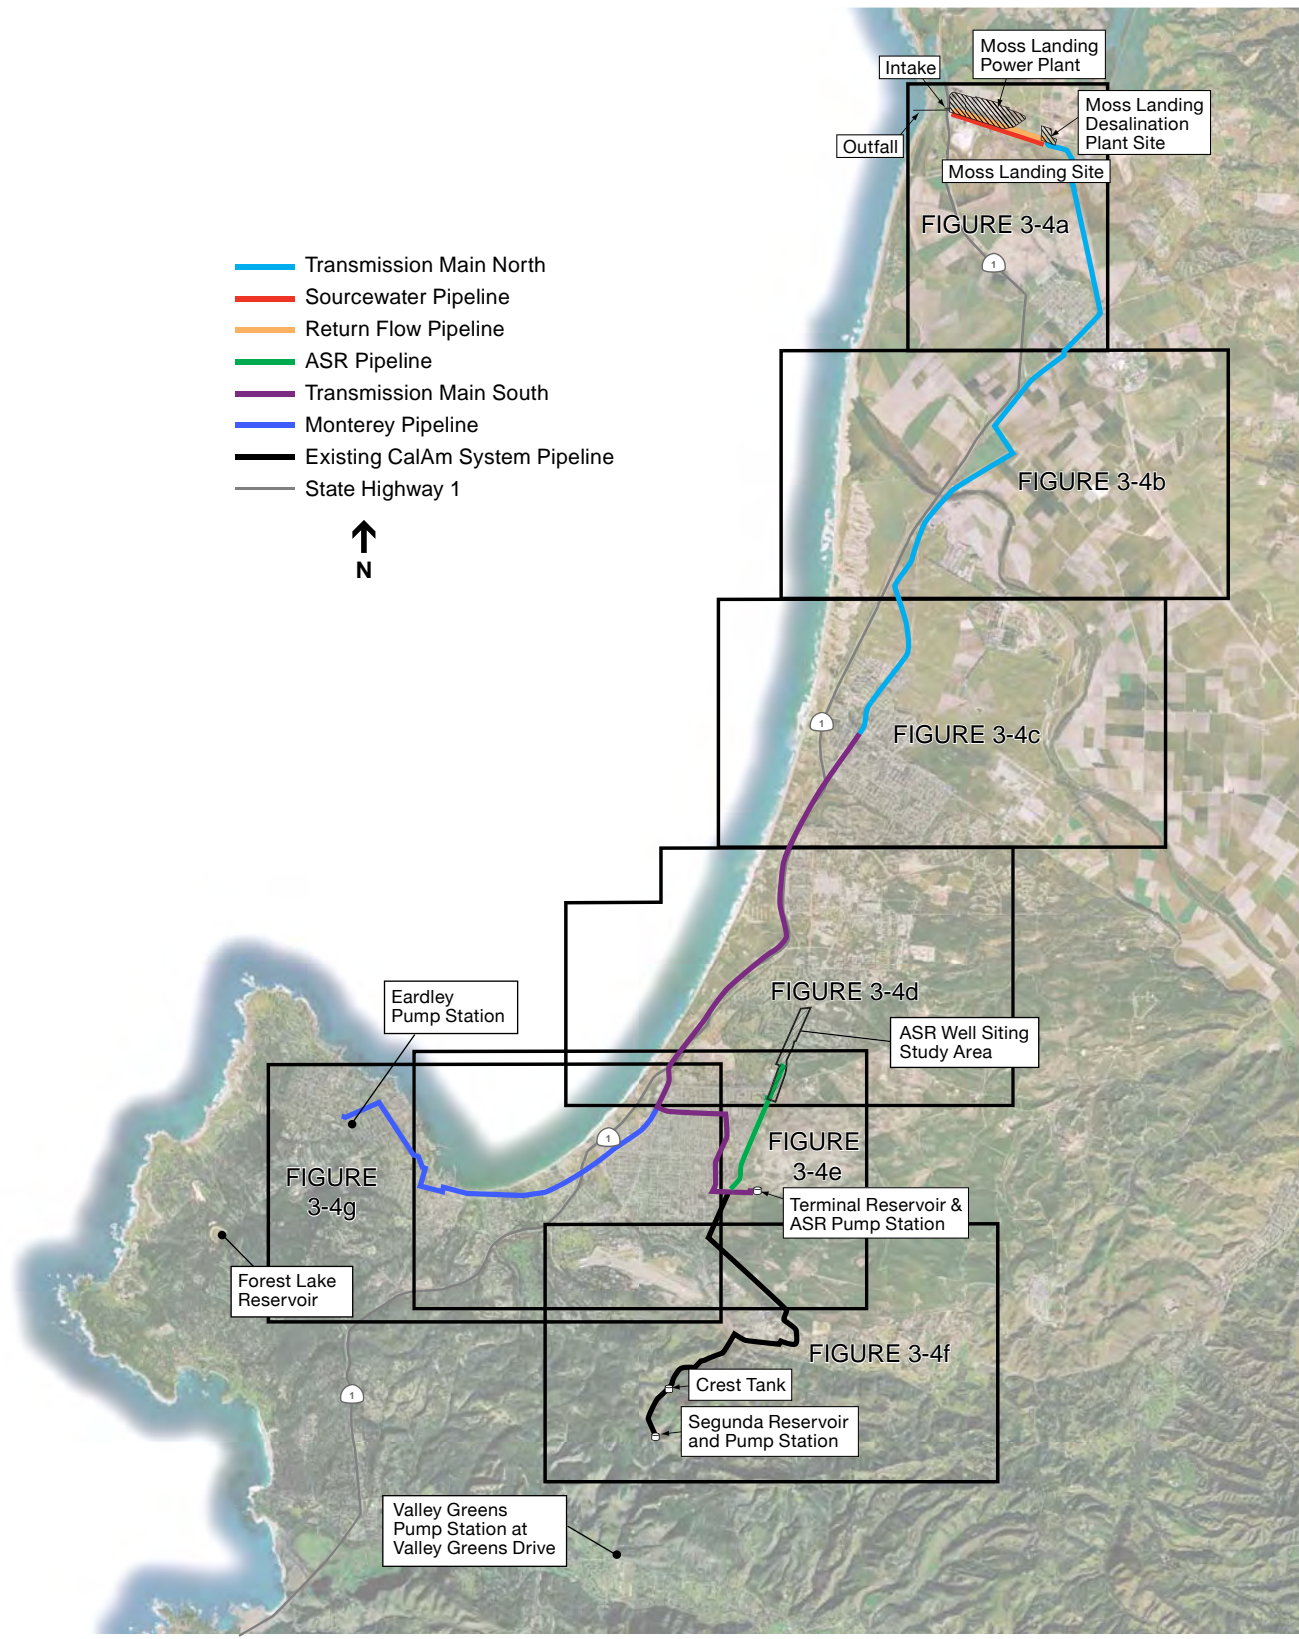 Moss Landing
Power Plant
Intake
Moss Landing
Desalination
Plant Site
Outfall
Moss Landing Site
FIGURE 3-4a
1
Transmission Main North
Sourcewater Pipeline
Return Flow Pipeline
ASR Pipeline
Transmission Main South
Monterey Pipeline
Existing CalAm System Pipeline
State Highway 1
N
FIGURE 3-4b
1
FIGURE 3-4c
FIGURE 3-4d
Eardley
Pump Station
ASR Well Siting
Study Area
1
FIGURE
3-4e
FIGURE
3-4g
Terminal Reservoir &
ASR Pump Station
Forest Lake
Reservoir
FIGURE 3-4f
Crest Tank
1
Segunda Reservoir
and Pump Station
Valley Greens
Pump Station at
Valley Greens Drive